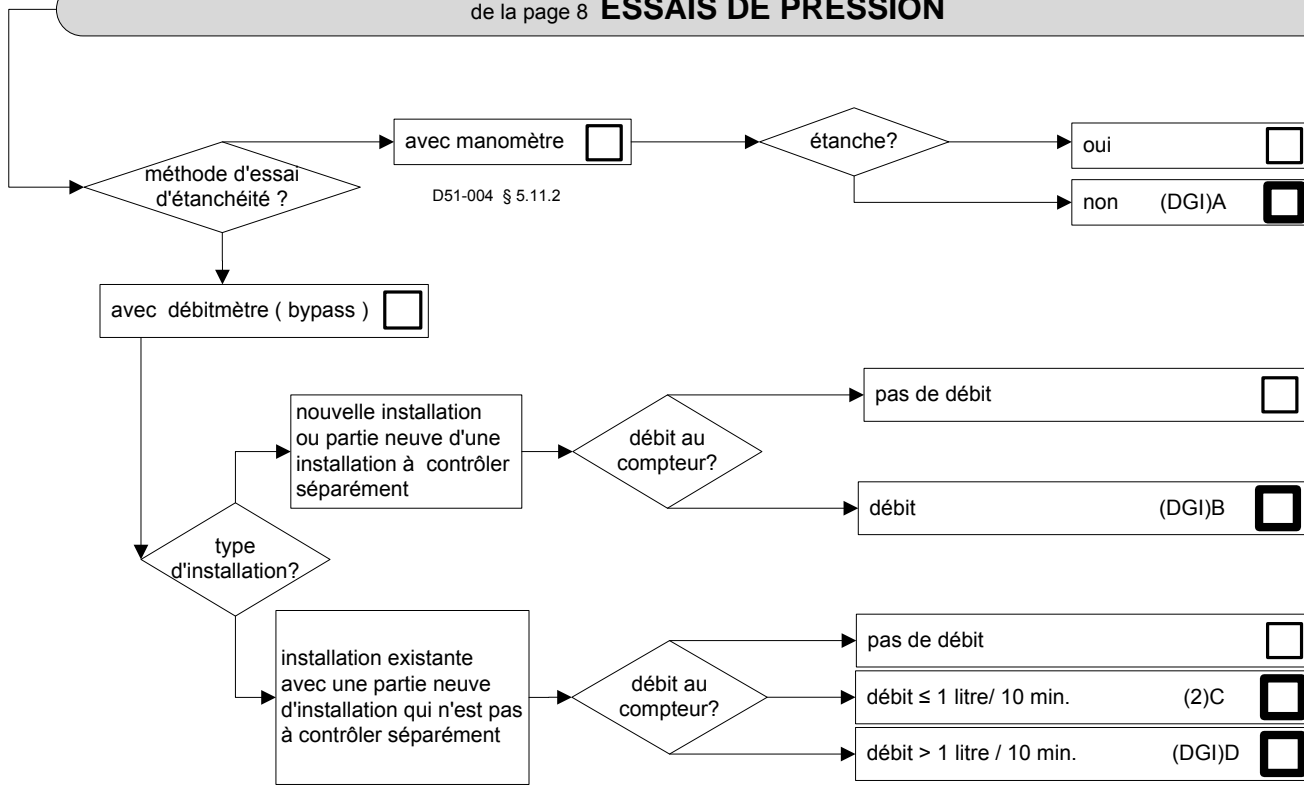 de la page 8 ESSAIS DE PRESSION
méthode d'essai
d'étanchéité ?
avec manomètre
D51-004 § 5.11.2
étanche?
oui
non (DGI)A
avec débitmètre ( bypass )
nouvelle installation
ou partie neuve d'une
installation à contrôler
séparément
débit au
compteur?
pas de débit
débit (DGI)B
type
d'installation?
installation existante
avec une partie neuve
d'installation qui n'est pas
à contrôler séparément
débit au
compteur?
pas de débit
débit ≤ 1 litre/ 10 min. (2)C
débit > 1 litre / 10 min. (DGI)D